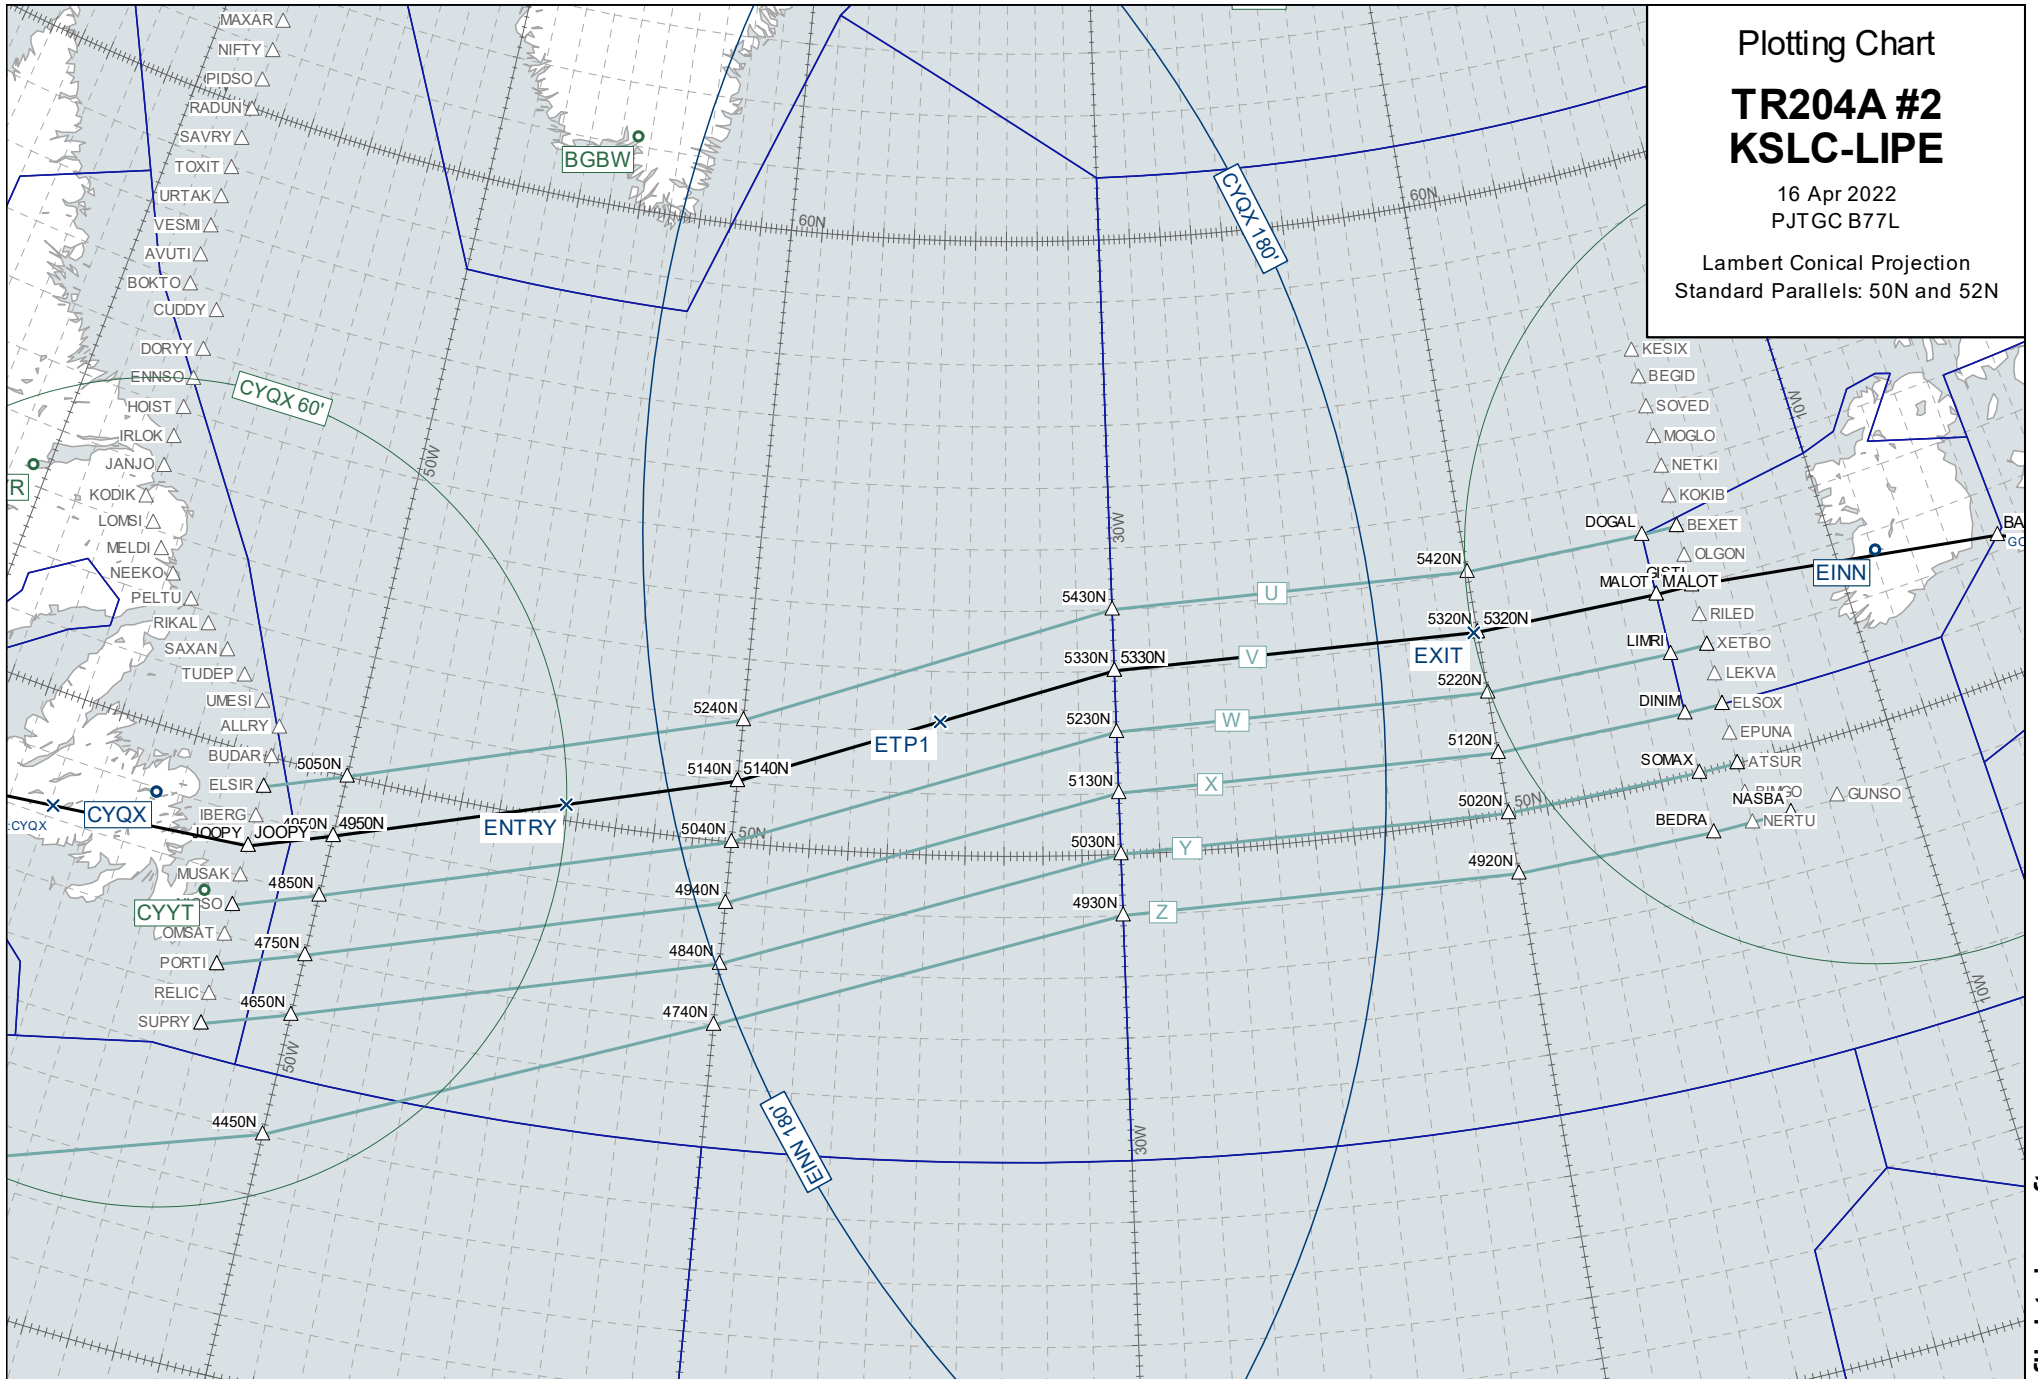 Plotting Chart
TR204A #2
KSLC-LIPE
16 Apr 2022
PJTGC B77L
Lambert Conical Projection
Standard Parallels: 50N and 52N
MAXAR
NIFTY
PIDSO
RADUN
SAVRY
TOXIT
URTAK
VESMI
AVUTI
BOKTO
CUDDY
DORYY
ENNSO
HOIST
IRLOK
JANJO
KODIK
LOMSI
MELDI
NEEKO
PELTU
RIKAL
SAXAN
TUDEP
UMESI
ALLRY
BUDAR
ELSIR
IBERG
JOOPY JOOPY
MUSAK
OMSAT
PORTI
RELIC
SUPRY
BGBW
CYQX 60'
CYQX 180'
EINN 180'
60N
60N
50W
50W
30W
30W
10W
10W
50N
50N
YR
CYQX
:CYQX
CYYT
ENTRY
ETP1
EXIT
EINN
5050N
4950N 4950N
4850N
4750N
4650N
4450N
5240N
5140N 5140N
5040N
4940N
4840N
4740N
5430N
5330N 5330N
5230N
5130N
5030N
4930N
5420N
5320N 5320N
5220N
5120N
5020N
4920N
U
V
W
X
Y
Z
KESIX
BEGID
SOVED
MOGLO
NETKI
KOKIB
DOGAL
BEXET
OLGON
GISTI
MALOT MALOT
RILED
LIMRI
XETBO
LEKVA
DINIM
ELSOX
EPUNA
SOMAX
ATSUR
NASBA
GUNSO
BEDRA
NERTU
BA
GC